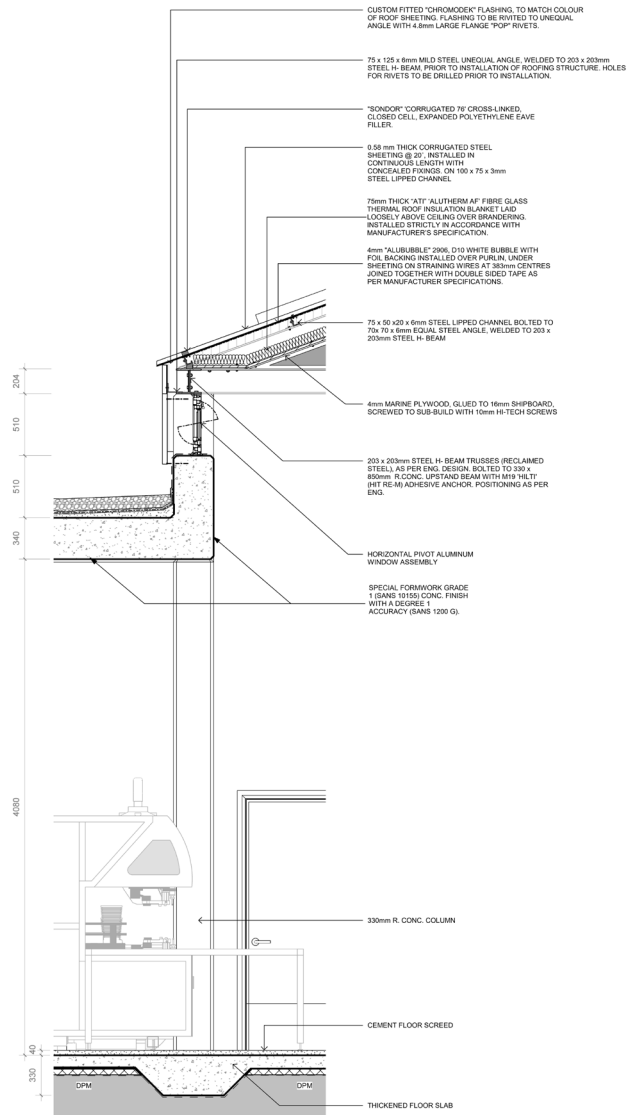 CUSTOM FITTED "CHROMODEK" FLASHING, TO MATCH COLOUR
OF ROOF SHEETING. FLASHING TO BE RIVITED TO UNEQUAL
ANGLE WITH 4.8mm LARGE FLANGE "POP" RIVETS.
75 x 125 x 6mm MILD STEEL UNEQUAL ANGLE, WELDED TO 203 x 203mm
STEEL H- BEAM, PRIOR TO INSTALLATION OF ROOFING STRUCTURE. HOLES
FOR RIVETS TO BE DRILLED PRIOR TO INSTALLATION.
"SONDOR" 'CORRUGATED 76' CROSS-LINKED,
CLOSED CELL, EXPANDED POLYETHYLENE EAVE
FILLER.
0.58 mm THICK CORRUGATED STEEL
SHEETING @ 20°, INSTALLED IN
CONTINUOUS LENGTH WITH
CONCEALED FIXINGS. ON 100 x 75 x 3mm
STEEL LIPPED CHANNEL
75mm THICK "ATI" 'ALUTHERM AF' FIBRE GLASS
THERMAL ROOF INSULATION BLANKET LAID
LOOSELY ABOVE CEILING OVER BRANDERING.
INSTALLED STRICTLY IN ACCORDANCE WITH
MANUFACTURER'S SPECIFICATION.
4mm "ALUBUBBLE" 2906, D10 WHITE BUBBLE WITH
FOIL BACKING INSTALLED OVER PURLIN, UNDER
SHEETING ON STRAINING WIRES AT 383mm CENTRES
JOINED TOGETHER WITH DOUBLE SIDED TAPE AS
PER MANUFACTURER SPECIFICATIONS.
75 x 50 x20 x 6mm STEEL LIPPED CHANNEL BOLTED TO
70x 70 x 6mm EQUAL STEEL ANGLE, WELDED TO 203 x
203mm STEEL H- BEAM
204
4mm MARINE PLYWOOD, GLUED TO 16mm SHIPBOARD,
SCREWED TO SUB-BUILD WITH 10mm HI-TECH SCREWS
510
203 x 203mm STEEL H- BEAM TRUSSES (RECLAIMED
STEEL), AS PER ENG. DESIGN. BOLTED TO 330 x
850mm R.CONC. UPSTAND BEAM WITH M19 'HILTI'
(HIT RE-M) ADHESIVE ANCHOR. POSITIONING AS PER
ENG.
510
340
HORIZONTAL PIVOT ALUMINUM
WINDOW ASSEMBLY
SPECIAL FORMWORK GRADE
1 (SANS 10155) CONC. FINISH
WITH A DEGREE 1
ACCURACY (SANS 1200 G).
4080
330mm R. CONC. COLUMN
CEMENT FLOOR SCREED
40
330
DPM
DPM
THICKENED FLOOR SLAB